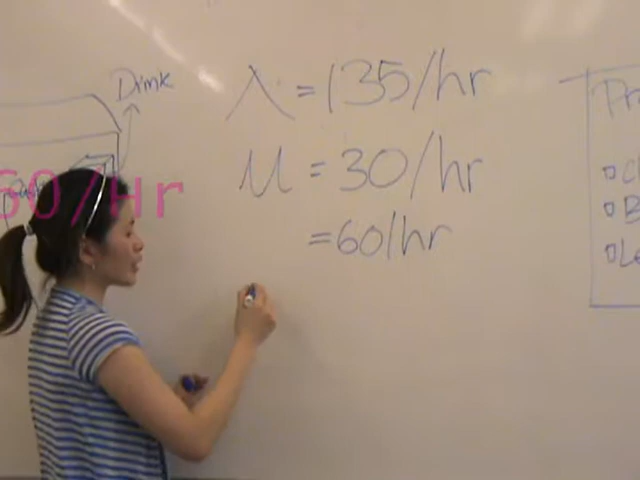 Drink
λ = 135/hr
μ = 30/hr
60/Hr
= 60/hr